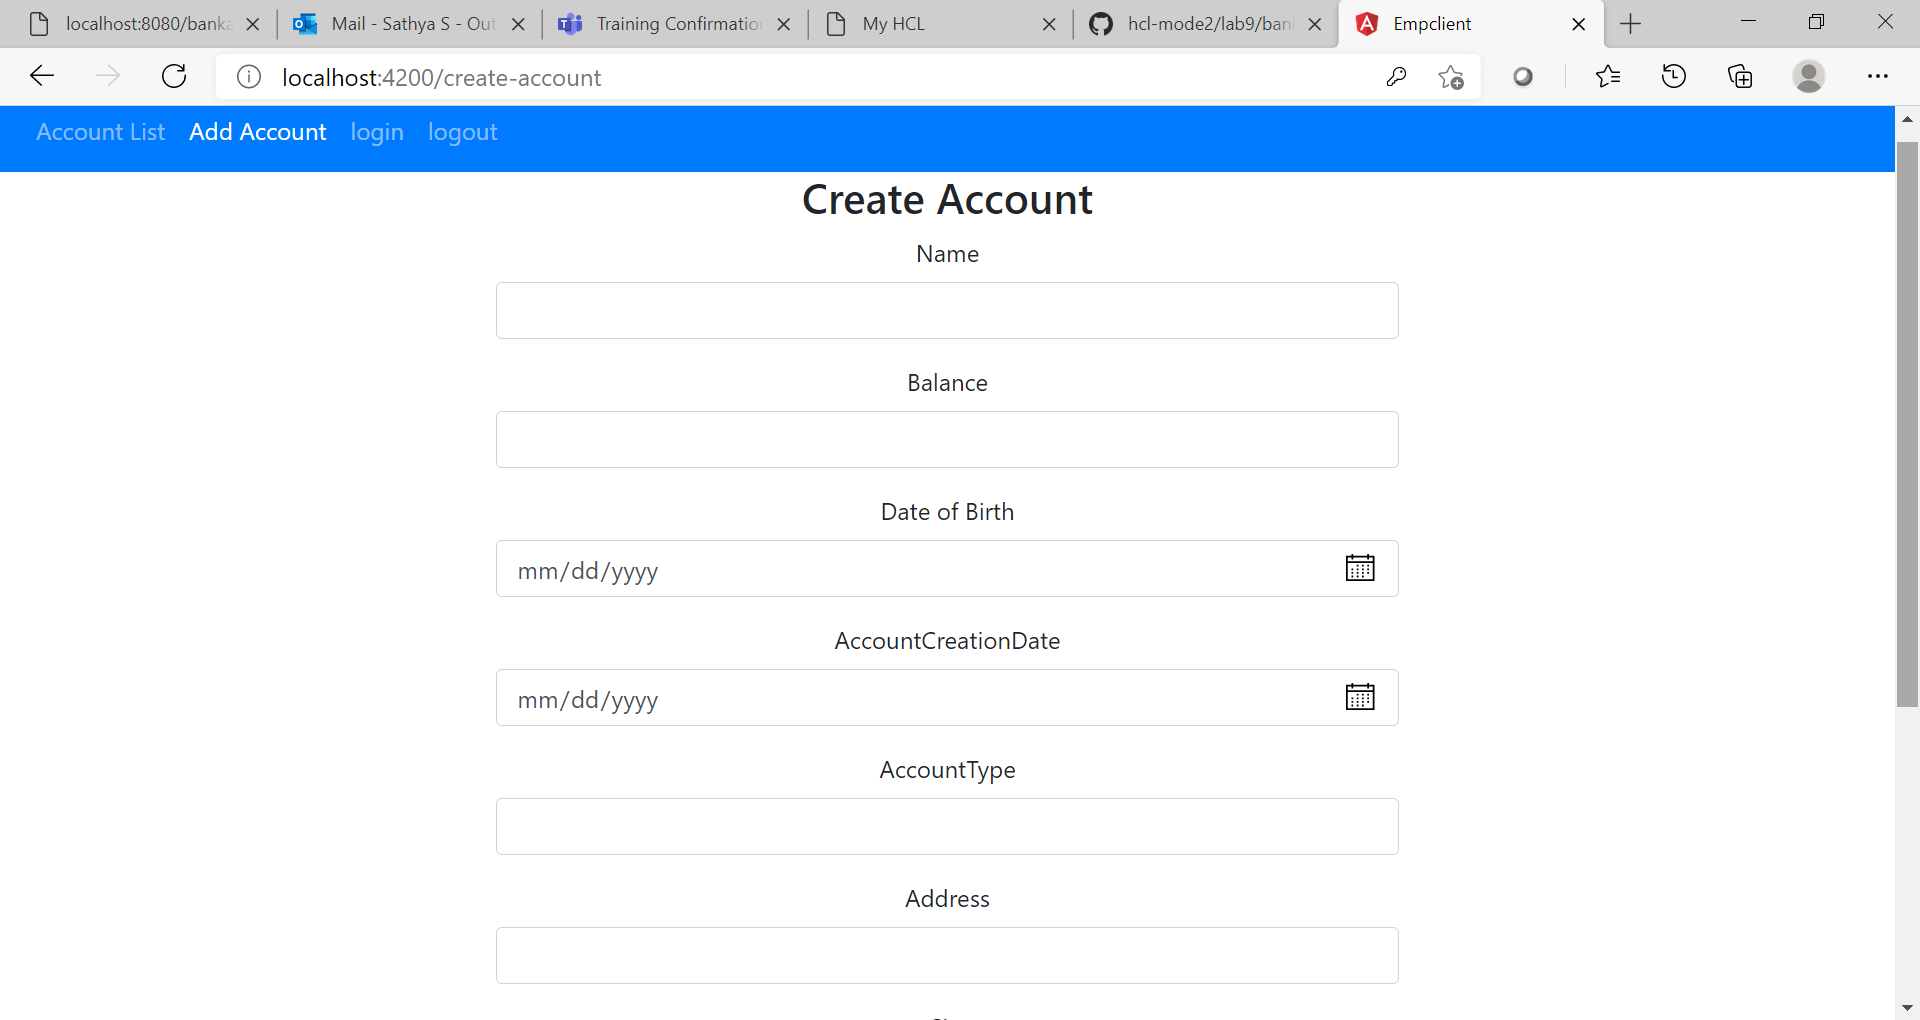 localhost:8080/banka
Mail - Sathya S - Out
Training Confirmation
My HCL
hcl-mode2/lab9/ban
Empclient
localhost:4200/create-account
Account List Add Account login logout
Create Account
Name
Balance
Date of Birth
mm/dd/yyyy
AccountCreationDate
mm/dd/yyyy
AccountType
Address